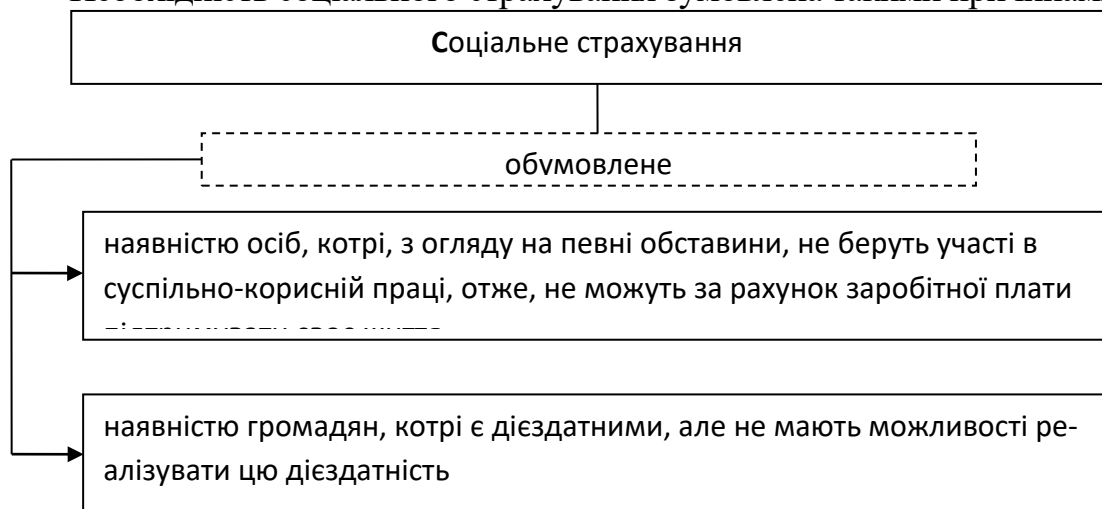 Соціальне страхування
обумовлене
наявністю осіб, котрі, з огляду на певні обставини, не беруть участі в
суспільно-корисній праці, отже, не можуть за рахунок заробітної плати
наявністю громадян, котрі є дієздатними, але не мають можливості ре-
алізувати цю дієздатність